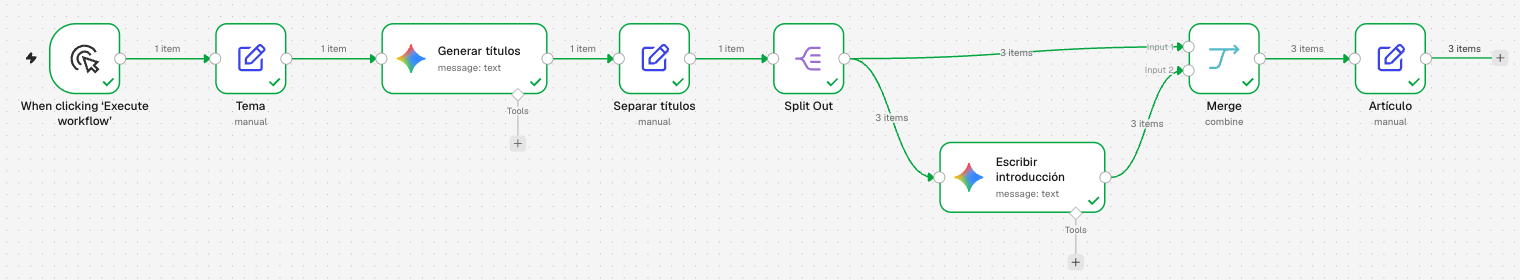 When clicking ‘Execute
workflow’
1 item
Tema
manual
1 item
Generar títulos
message: text
Tools
1 item
Separar títulos
manual
1 item
Split Out
3 items
3 items
Escribir
introducción
message: text
Tools
3 items
Input 1
Input 2
Merge
combine
3 items
Artículo
manual
3 items